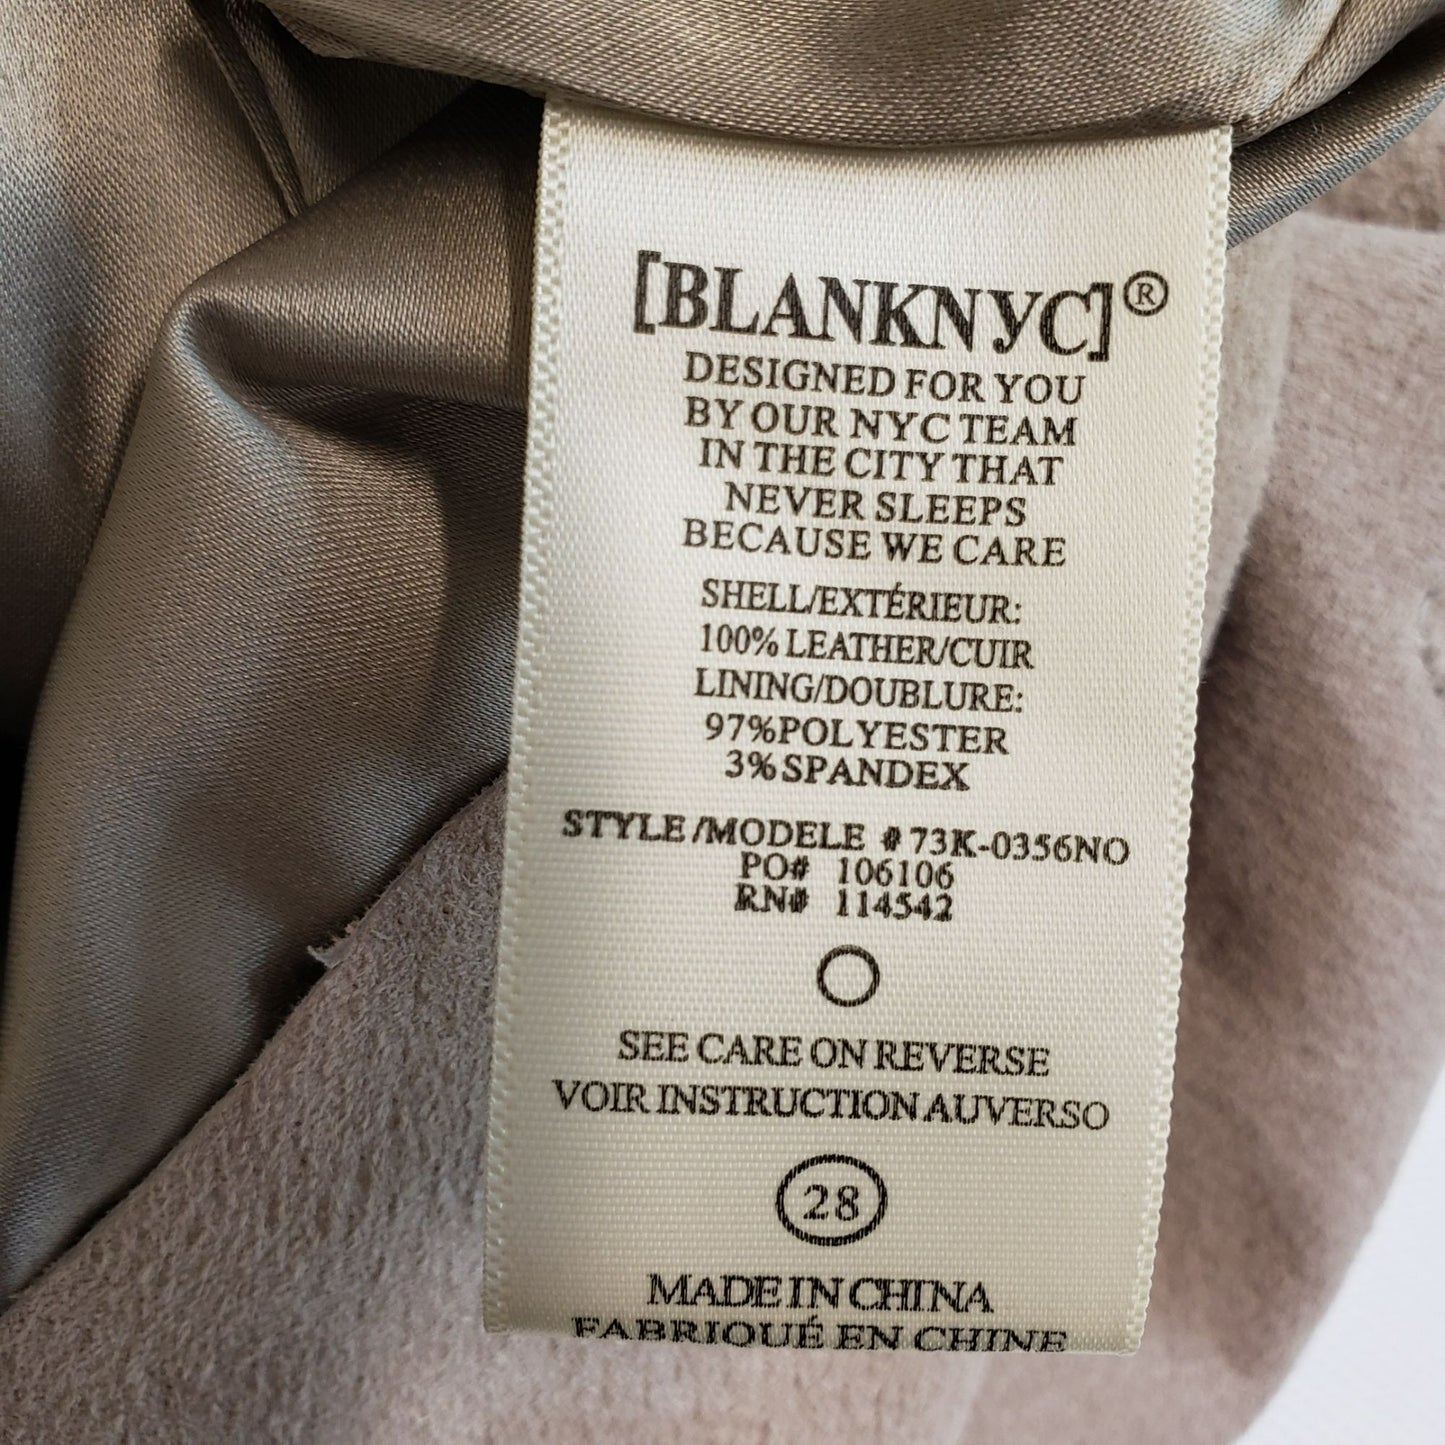 [BLANKNYC]®
DESIGNED FOR YOU
BY OUR NYC TEAM
IN THE CITY THAT
NEVER SLEEPS
BECAUSE WE CARE
SHELL/EXTÉRIEUR:
100% LEATHER/CUIR
LINING/DOUBLURE:
97%POLYESTER
3%SPANDEX
STYLE/MODELE #73K-0356NO
PO# 106106
RN# 114542
SEE CARE ON REVERSE
VOIR INSTRUCTION AU VERSO
28
MADE IN CHINA
FABRIQUÉ EN CHINE